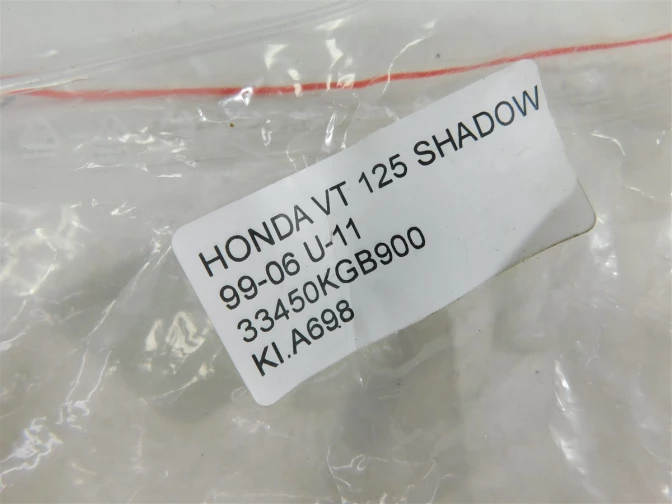 HONDA VT 125 SHADOW
99-06 U-11
33450KGB900
KI.A698